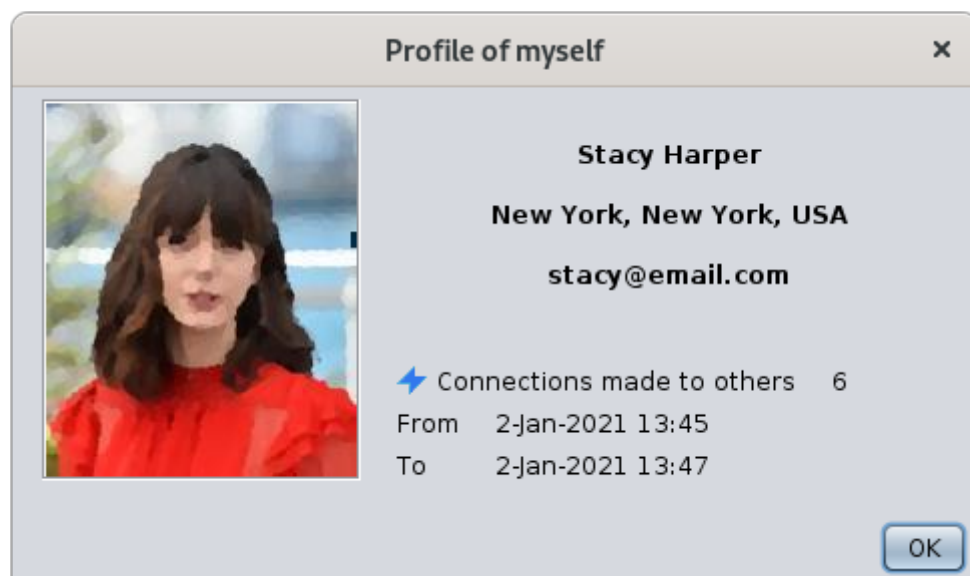 Profile of myself
Stacy Harper
New York, New York, USA
stacy@email.com
Connections made to others 6
From 2-Jan-2021 13:45
To 2-Jan-2021 13:47
OK